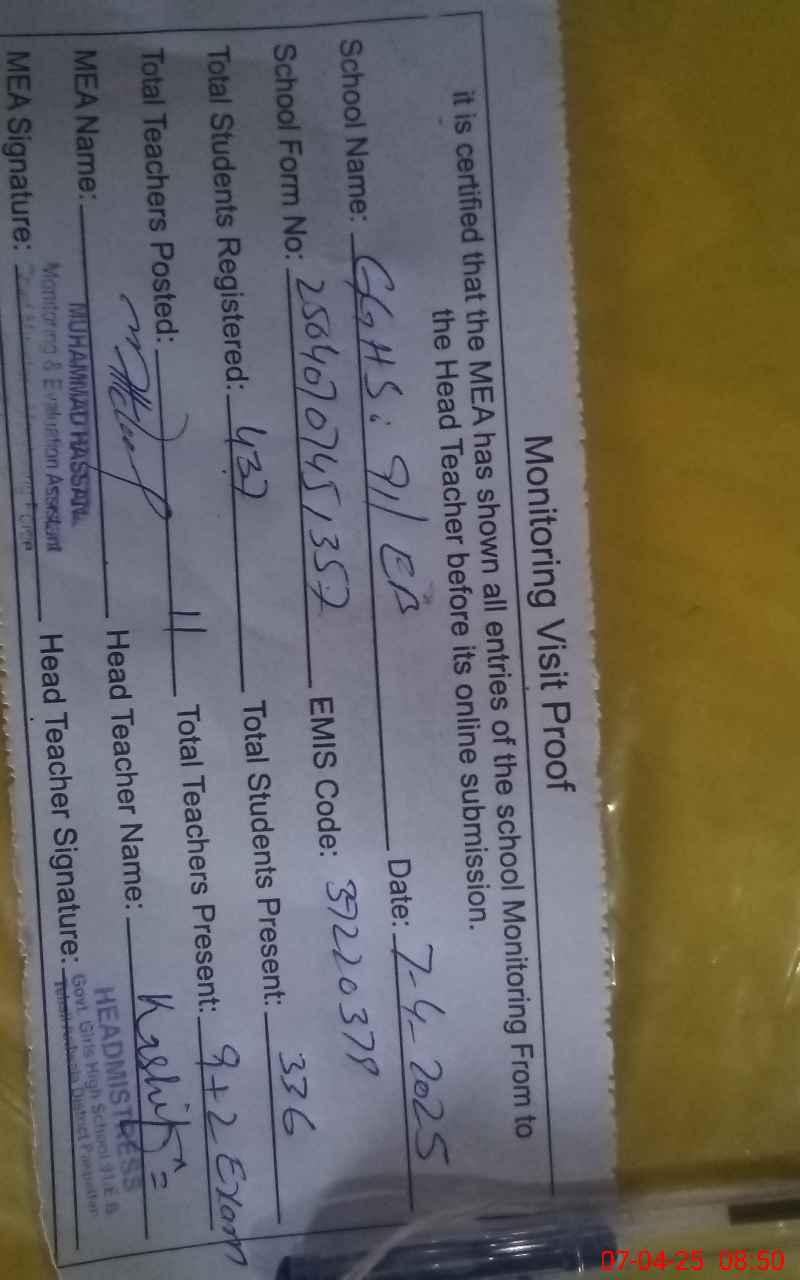 Monitoring Visit Proof
it is certified that the MEA has shown all entries of the school Monitoring From to
the Head Teacher before its online submission.
School Name: GGHS: 91/EB Date: 7-4-2025
School Form No: EMIS Code: 39220379
Total Students Registered: 437 Total Students Present: 336
Total Teachers Posted: 11 Total Teachers Present: 9+2 Exam
MEA Name: MUHAMMAD HASSAN Head Teacher Name:
Monitoring & Evaluation Assistant HEADMISTRESS
MEA Signature: Head Teacher Signature:
Govt. Girls High School 91/E.B
07-04-25 08:50